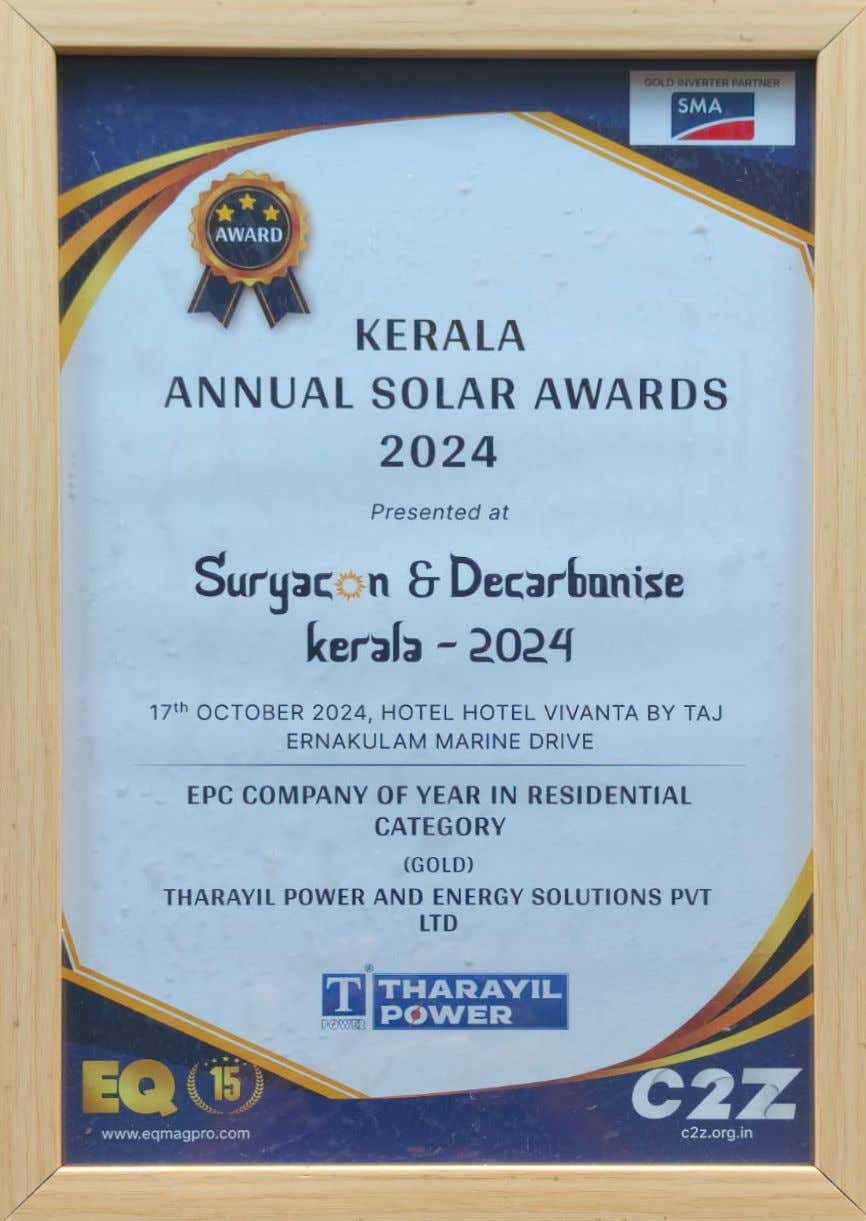 GOLD INVERTER PARTNER
SMA
AWARD
KERALA
ANNUAL SOLAR AWARDS
2024
Presented at
Suryacon & Decarbonise
kerala - 2024
17th OCTOBER 2024, HOTEL HOTEL VIVANTA BY TAJ
ERNAKULAM MARINE DRIVE
EPC COMPANY OF YEAR IN RESIDENTIAL
CATEGORY
(GOLD)
THARAYIL POWER AND ENERGY SOLUTIONS PVT
LTD
T ®
POWER
THARAYIL
POWER
EQ 15
www.eqmagpro.com
C2Z
c2z.org.in